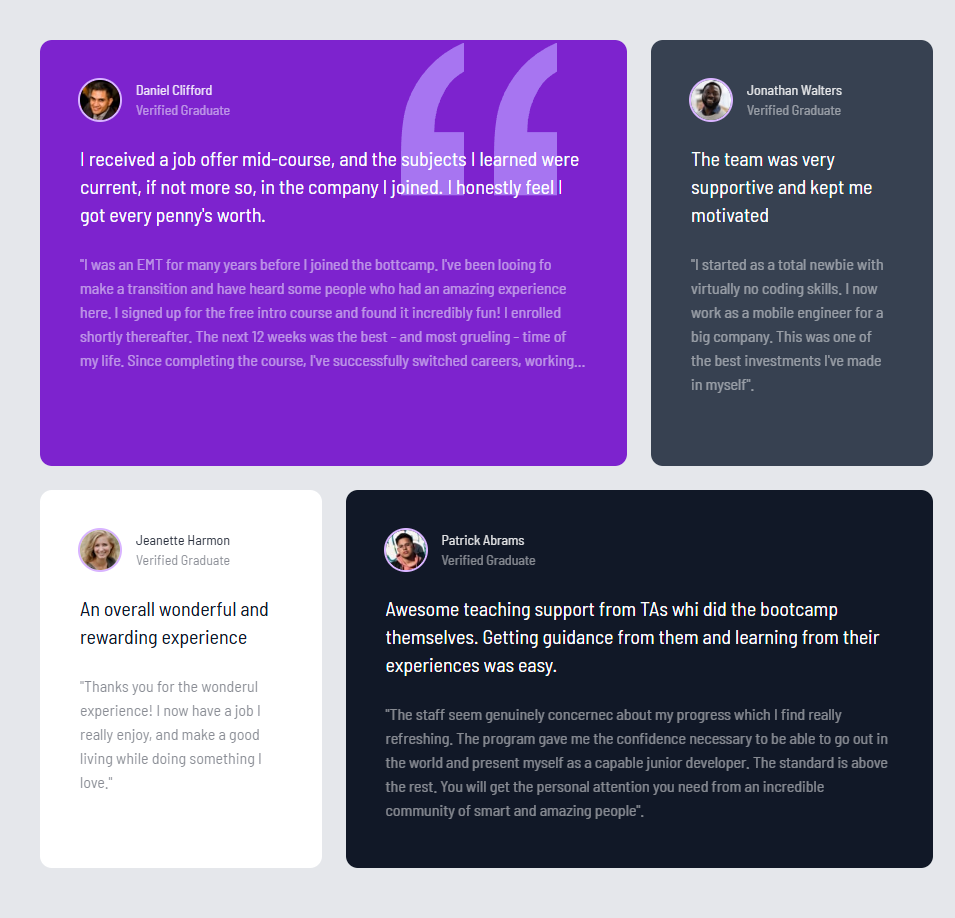 Daniel Clifford
Verified Graduate
I received a job offer mid-course, and the subjects I learned were
current, if not more so, in the company I joined. I honestly feel I
got every penny's worth.
"I was an EMT for many years before I joined the bottcamp. I've been looing fo
make a transition and have heard some people who had an amazing experience
here. I signed up for the free intro course and found it incredibly fun! I enrolled
shortly thereafter. The next 12 weeks was the best - and most grueling - time of
my life. Since completing the course, I've successfully switched careers, working...
Jonathan Walters
Verified Graduate
The team was very
supportive and kept me
motivated
"I started as a total newbie with
virtually no coding skills. I now
work as a mobile engineer for a
big company. This was one of
the best investments I've made
in myself".
Jeanette Harmon
Verified Graduate
An overall wonderful and
rewarding experience
"Thanks you for the wonderul
experience! I now have a job I
really enjoy, and make a good
living while doing something I
love."
Patrick Abrams
Verified Graduate
Awesome teaching support from TAs whi did the bootcamp
themselves. Getting guidance from them and learning from their
experiences was easy.
"The staff seem genuinely concernec about my progress which I find really
refreshing. The program gave me the confidence necessary to be able to go out in
the world and present myself as a capable junior developer. The standard is above
the rest. You will get the personal attention you need from an incredible
community of smart and amazing people".